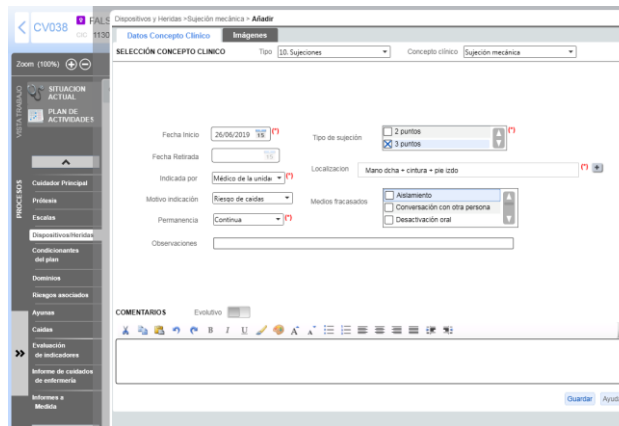 CV038 FALS
CIC: 1130
Dispositivos y Heridas »Sujeción mecánica > Añadir
Datos Concepto Clínico Imágenes
SELECCIÓN CONCEPTO CLINICO Tipo 10. Sujeciones Concepto clínico Sujeción mecánica
Zoom (100%)
VISTA TRABAJO
SITUACION
ACTUAL
PLAN DE
ACTIVIDADES
PROCESOS
Cuidador Principal
Prótesis
Escalas
Dispositivos/Heridas
Condicionantes
del plan
Dominios
Riesgos asociados
Ayunas
Caídas
Evaluación
de indicadores
Informe de cuidados
de enfermería
Informes a
Medida
Fecha Inicio 26/06/2019 15 (*)
Tipo de sujeción 2 puntos (*)
3 puntos
Fecha Retirada 15
Localizacion Mano dcha + cintura + pie izdo (*) +
Indicada por Médico de la unidad (*)
Motivo indicación Riesgo de caídas
Medios fracasados Aislamiento
Conversación con otra persona
Desactivación oral
Permanencia Continua (*)
Observaciones
COMENTARIOS Evolutivo
B I U A A
Guardar Ayuda